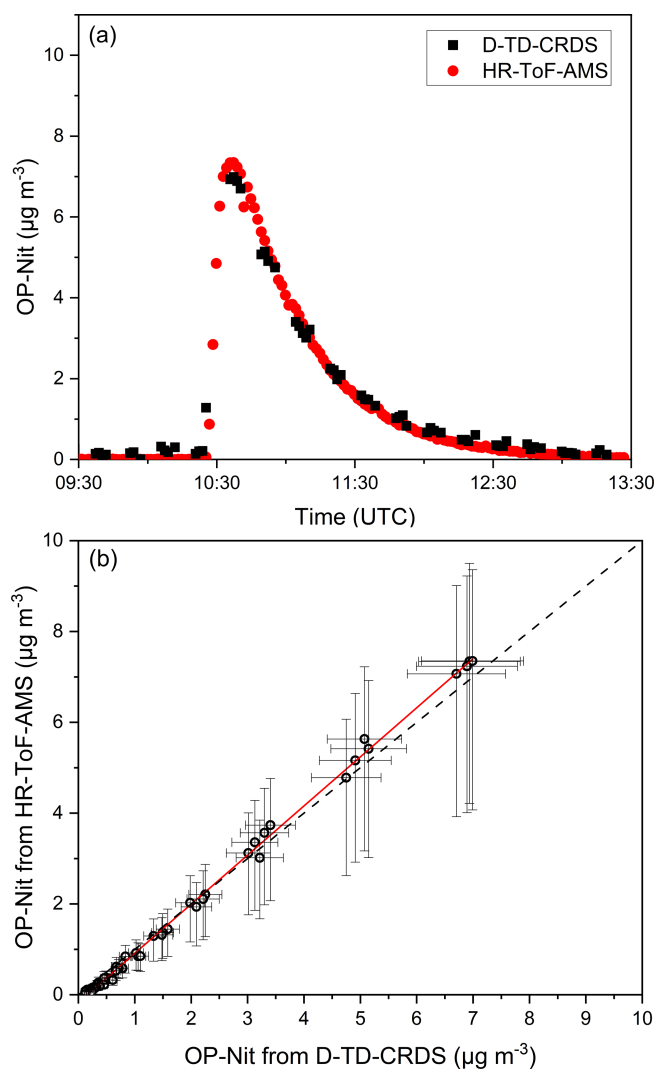 (a)
D-TD-CRDS
HR-ToF-AMS
OP-Nit (µg m⁻³)
10
8
6
4
2
0
09:30 10:30 11:30 12:30 13:30
Time (UTC)
(b)
OP-Nit from HR-ToF-AMS (µg m⁻³)
10
8
6
4
2
0
0 1 2 3 4 5 6 7 8 9 10
OP-Nit from D-TD-CRDS (µg m⁻³)